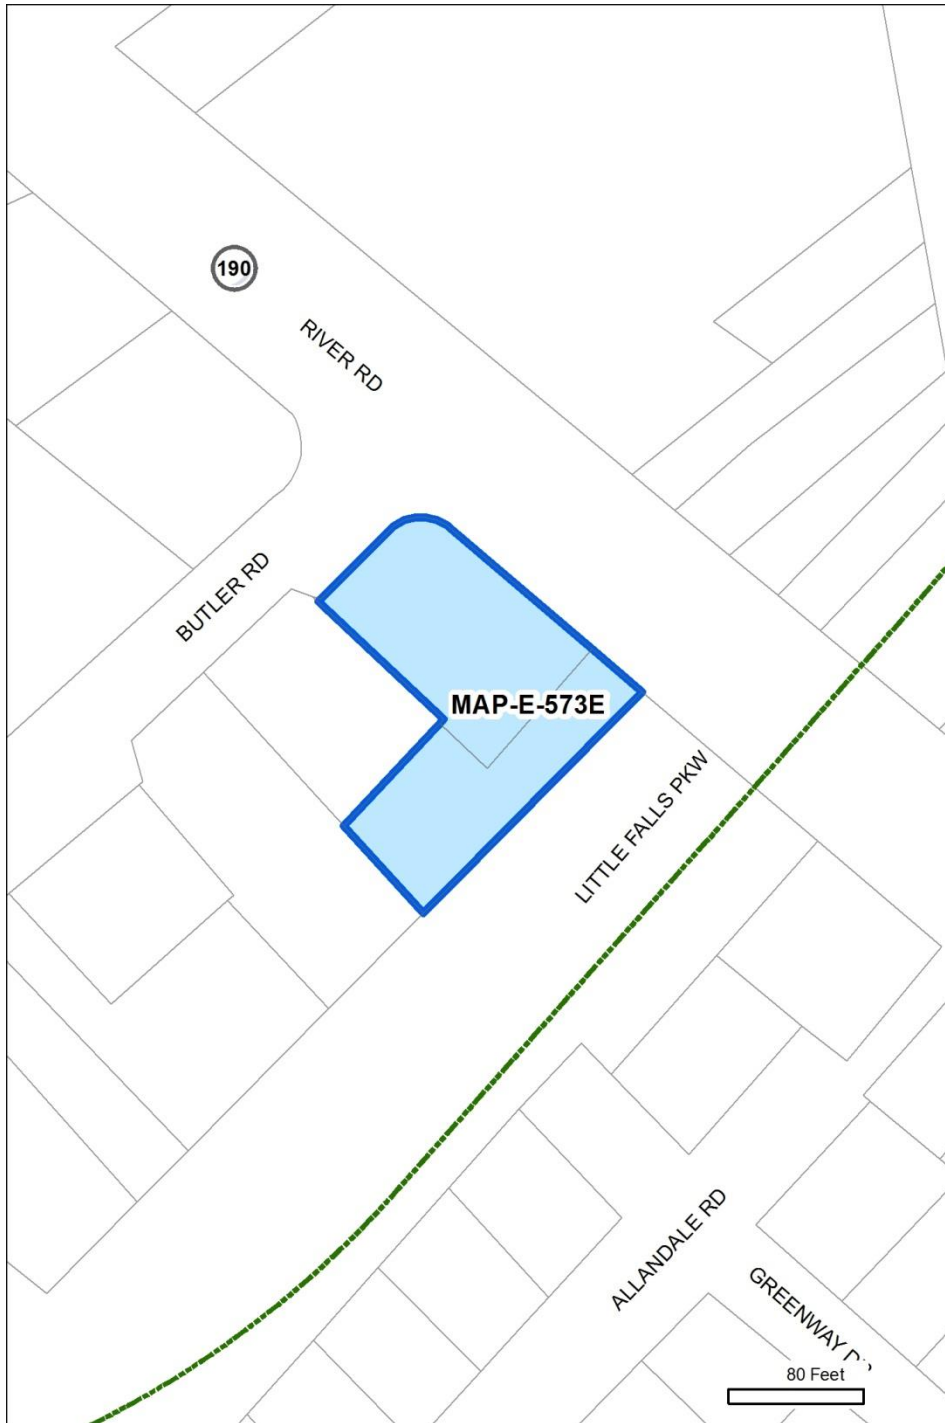 190
RIVER RD
BUTLER RD
MAP-E-573E
LITTLE FALLS PKW
ALLANDALE RD
GREENWAY
80 Feet